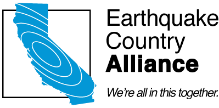 Earthquake
Country
Alliance
We're all in this together.